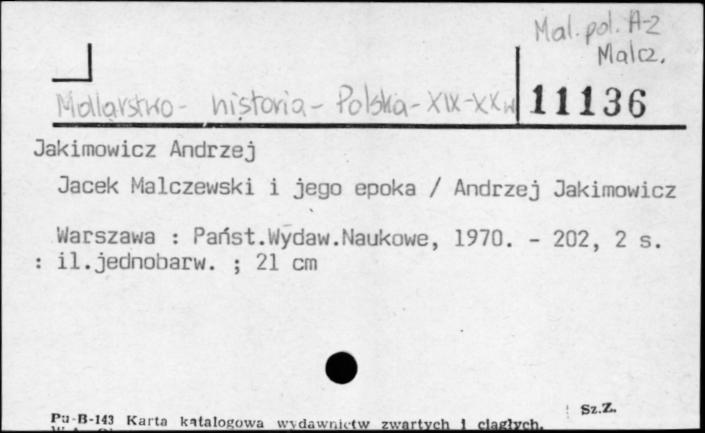 Mal. pol. A-Z
Malcz.
Mallarstwo - historia - Polska - XIX-XX w
11136
Jakimowicz Andrzej
Jacek Malczewski i jego epoka / Andrzej Jakimowicz
Warszawa : Państ.Wydaw.Naukowe, 1970. - 202, 2 s.
: il.jednobarw. ; 21 cm
Sz.Z.
Pu-B-143 Karta katalogowa wydawnictw zwartych i ciągłych.